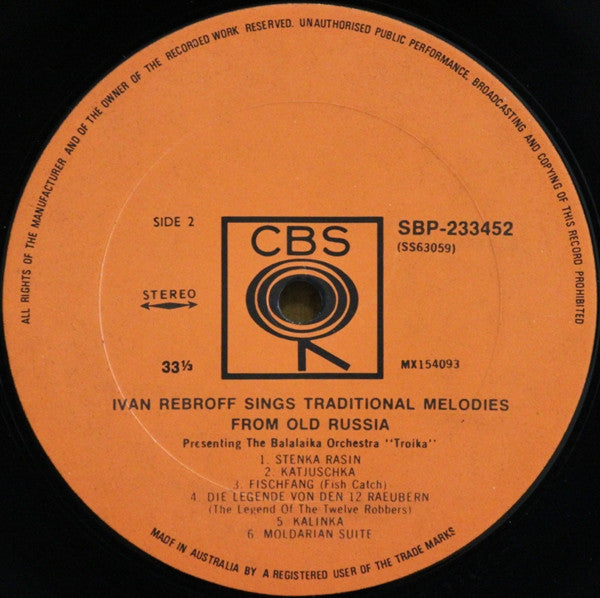 ALL RIGHTS OF THE MANUFACTURER AND OF THE OWNER OF THE RECORDED WORK RESERVED. UNAUTHORISED PUBLIC PERFORMANCE, BROADCASTING AND COPYING OF THIS RECORD PROHIBITED
SIDE 2
CBS
SBP-233452
(SS63059)
STEREO
33⅓
MX154093
IVAN REBROFF SINGS TRADITIONAL MELODIES
FROM OLD RUSSIA
Presenting The Balalaika Orchestra "Troika"
1. STENKA RASIN
2. KATJUSCHKA
3. FISCHFANG (Fish Catch)
4. DIE LEGENDE VON DEN 12 RAEUBERN
(The Legend Of The Twelve Robbers)
5 KALINKA
6 MOLDARIAN SUITE
MADE IN AUSTRALIA BY A REGISTERED USER OF THE TRADE MARKS